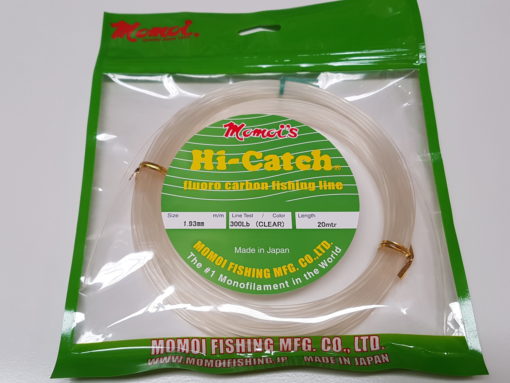 Momoi.
Momoi's
Hi-Catch®
fluoro carbon fishing line
Size m/m Line Test / Color Length
1.93mm 300Lb (CLEAR) 20mtr
Made in Japan
MOMOI FISHING MFG. CO.,LTD.
The #1 Monofilament in the World
MOMOI FISHING MFG. CO., LTD.
WWW.MOMOIFISHING.JP MADE IN JAPAN